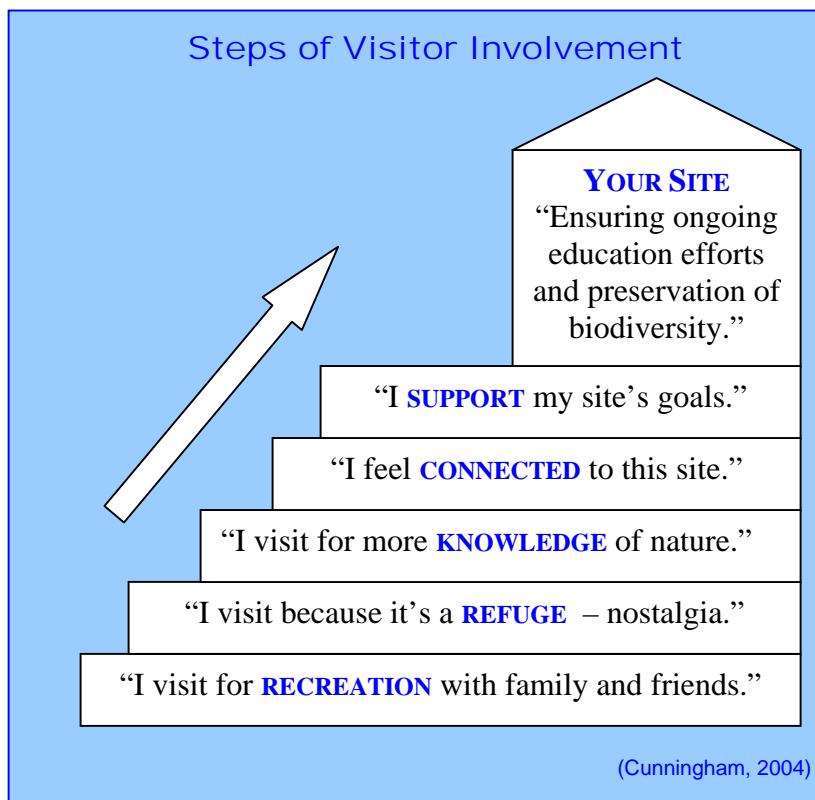 Steps of Visitor Involvement
YOUR SITE
“Ensuring ongoing
education efforts
and preservation of
biodiversity.”
“I SUPPORT my site’s goals.”
“I feel CONNECTED to this site.”
“I visit for more KNOWLEDGE of nature.”
“I visit because it’s a REFUGE – nostalgia.”
“I visit for RECREATION with family and friends.”
(Cunningham, 2004)